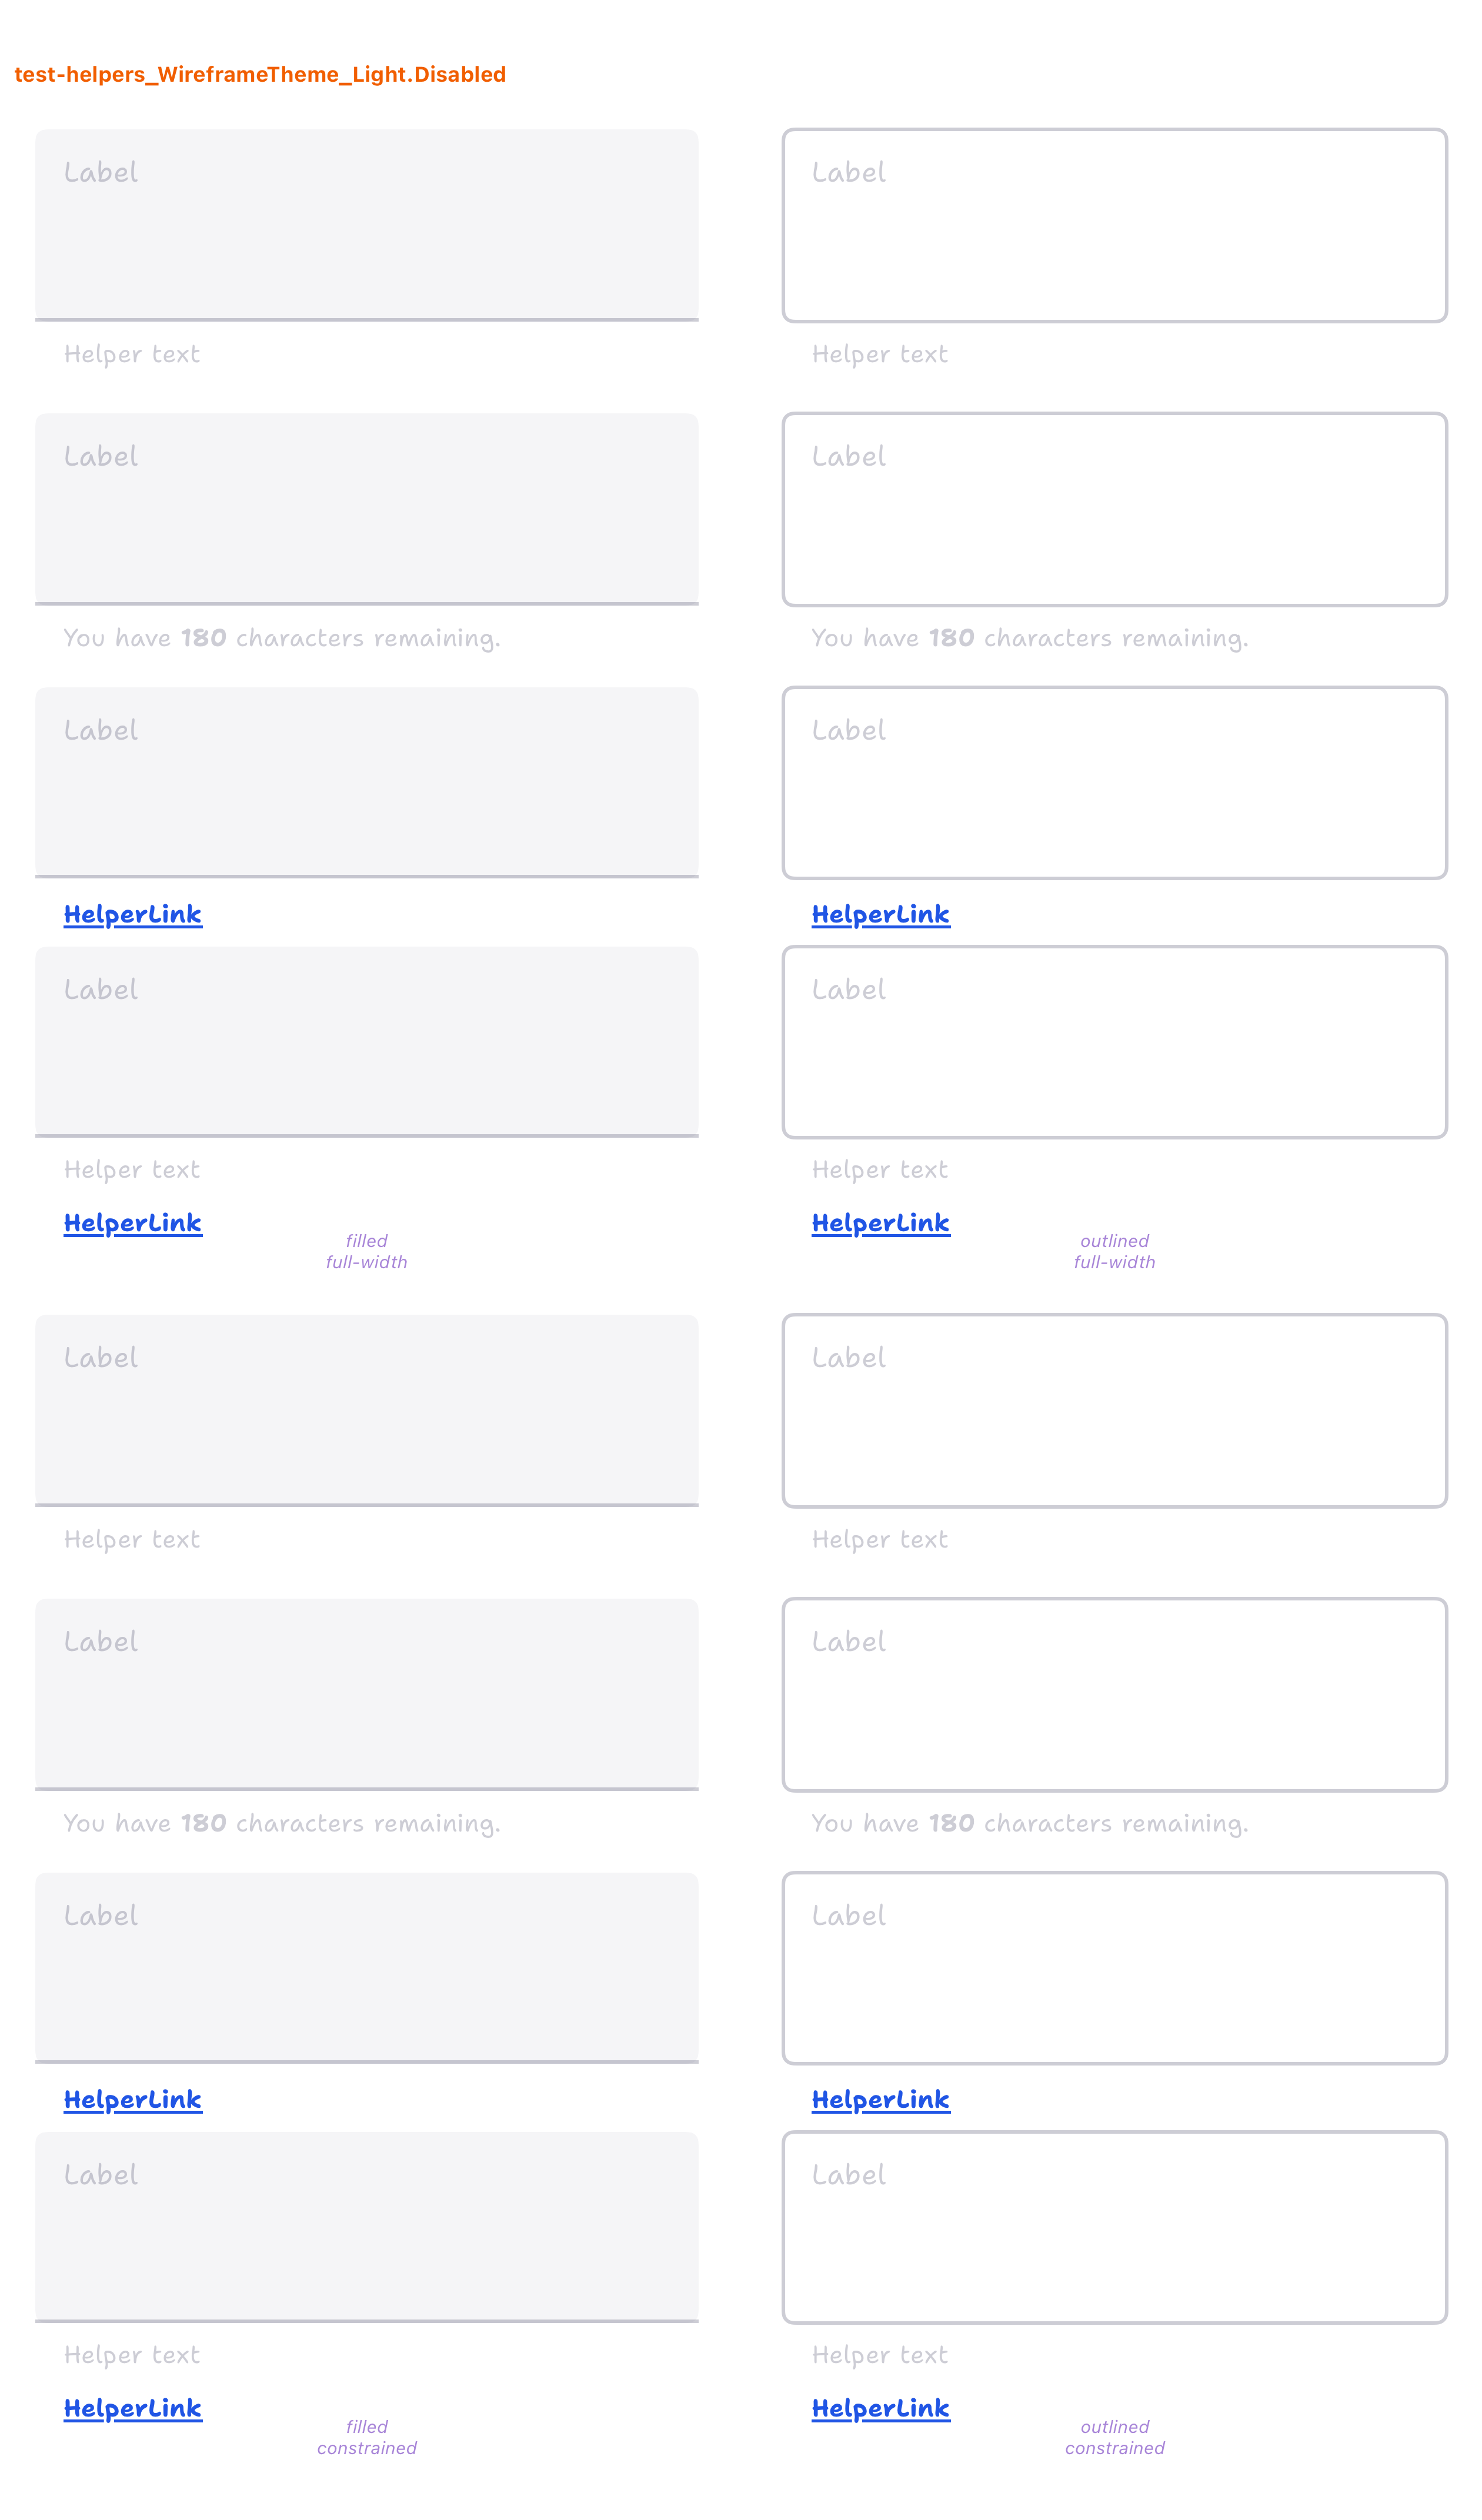 test-helpers_WireframeTheme_Light.Disabled
Label
Label
Helper text
Helper text
Label
Label
You have 180 characters remaining.
You have 180 characters remaining.
Label
Label
HelperLink
HelperLink
Label
Label
Helper text
Helper text
HelperLink
HelperLink
filled
full-width
outlined
full-width
Label
Label
Helper text
Helper text
Label
Label
You have 180 characters remaining.
You have 180 characters remaining.
Label
Label
HelperLink
HelperLink
Label
Label
Helper text
Helper text
HelperLink
HelperLink
filled
constrained
outlined
constrained